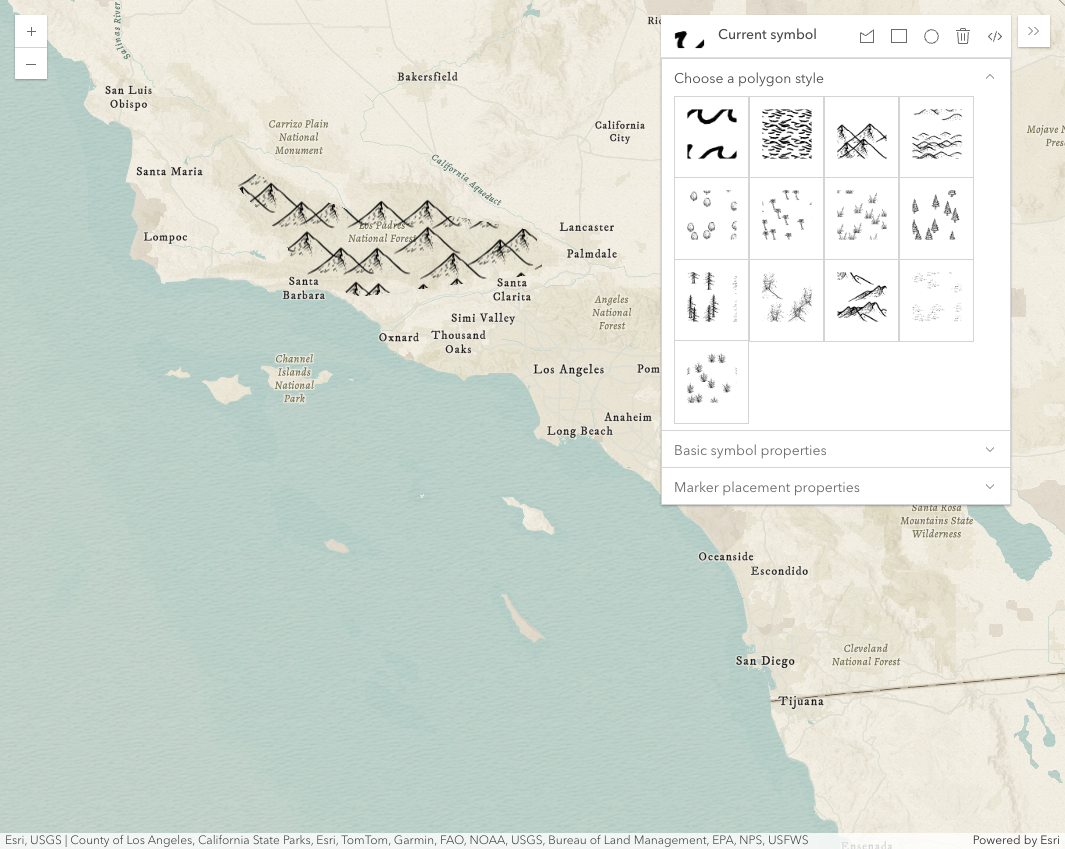 Salinas River
Bakersfield
San Luis
Obispo
Carrizo Plain
National
Monument
California
City
California Aqueduct
Santa Maria
Lompoc
Los Padres
National Forest
Lancaster
Palmdale
Santa
Barbara
Santa
Clarita
Angeles
National
Forest
Simi Valley
Oxnard
Thousand
Oaks
Channel
Islands
National
Park
Los Angeles
Pom
Anaheim
Long Beach
+
−
Current symbol
Choose a polygon style
Basic symbol properties
Marker placement properties
Mojave N
Pres
Santa Rosa
Mountains State
Wilderness
Oceanside
Escondido
San Diego
Cleveland
National Forest
Tijuana
Ensenada
Esri, USGS | County of Los Angeles, California State Parks, Esri, TomTom, Garmin, FAO, NOAA, USGS, Bureau of Land Management, EPA, NPS, USFWS
Powered by Esri